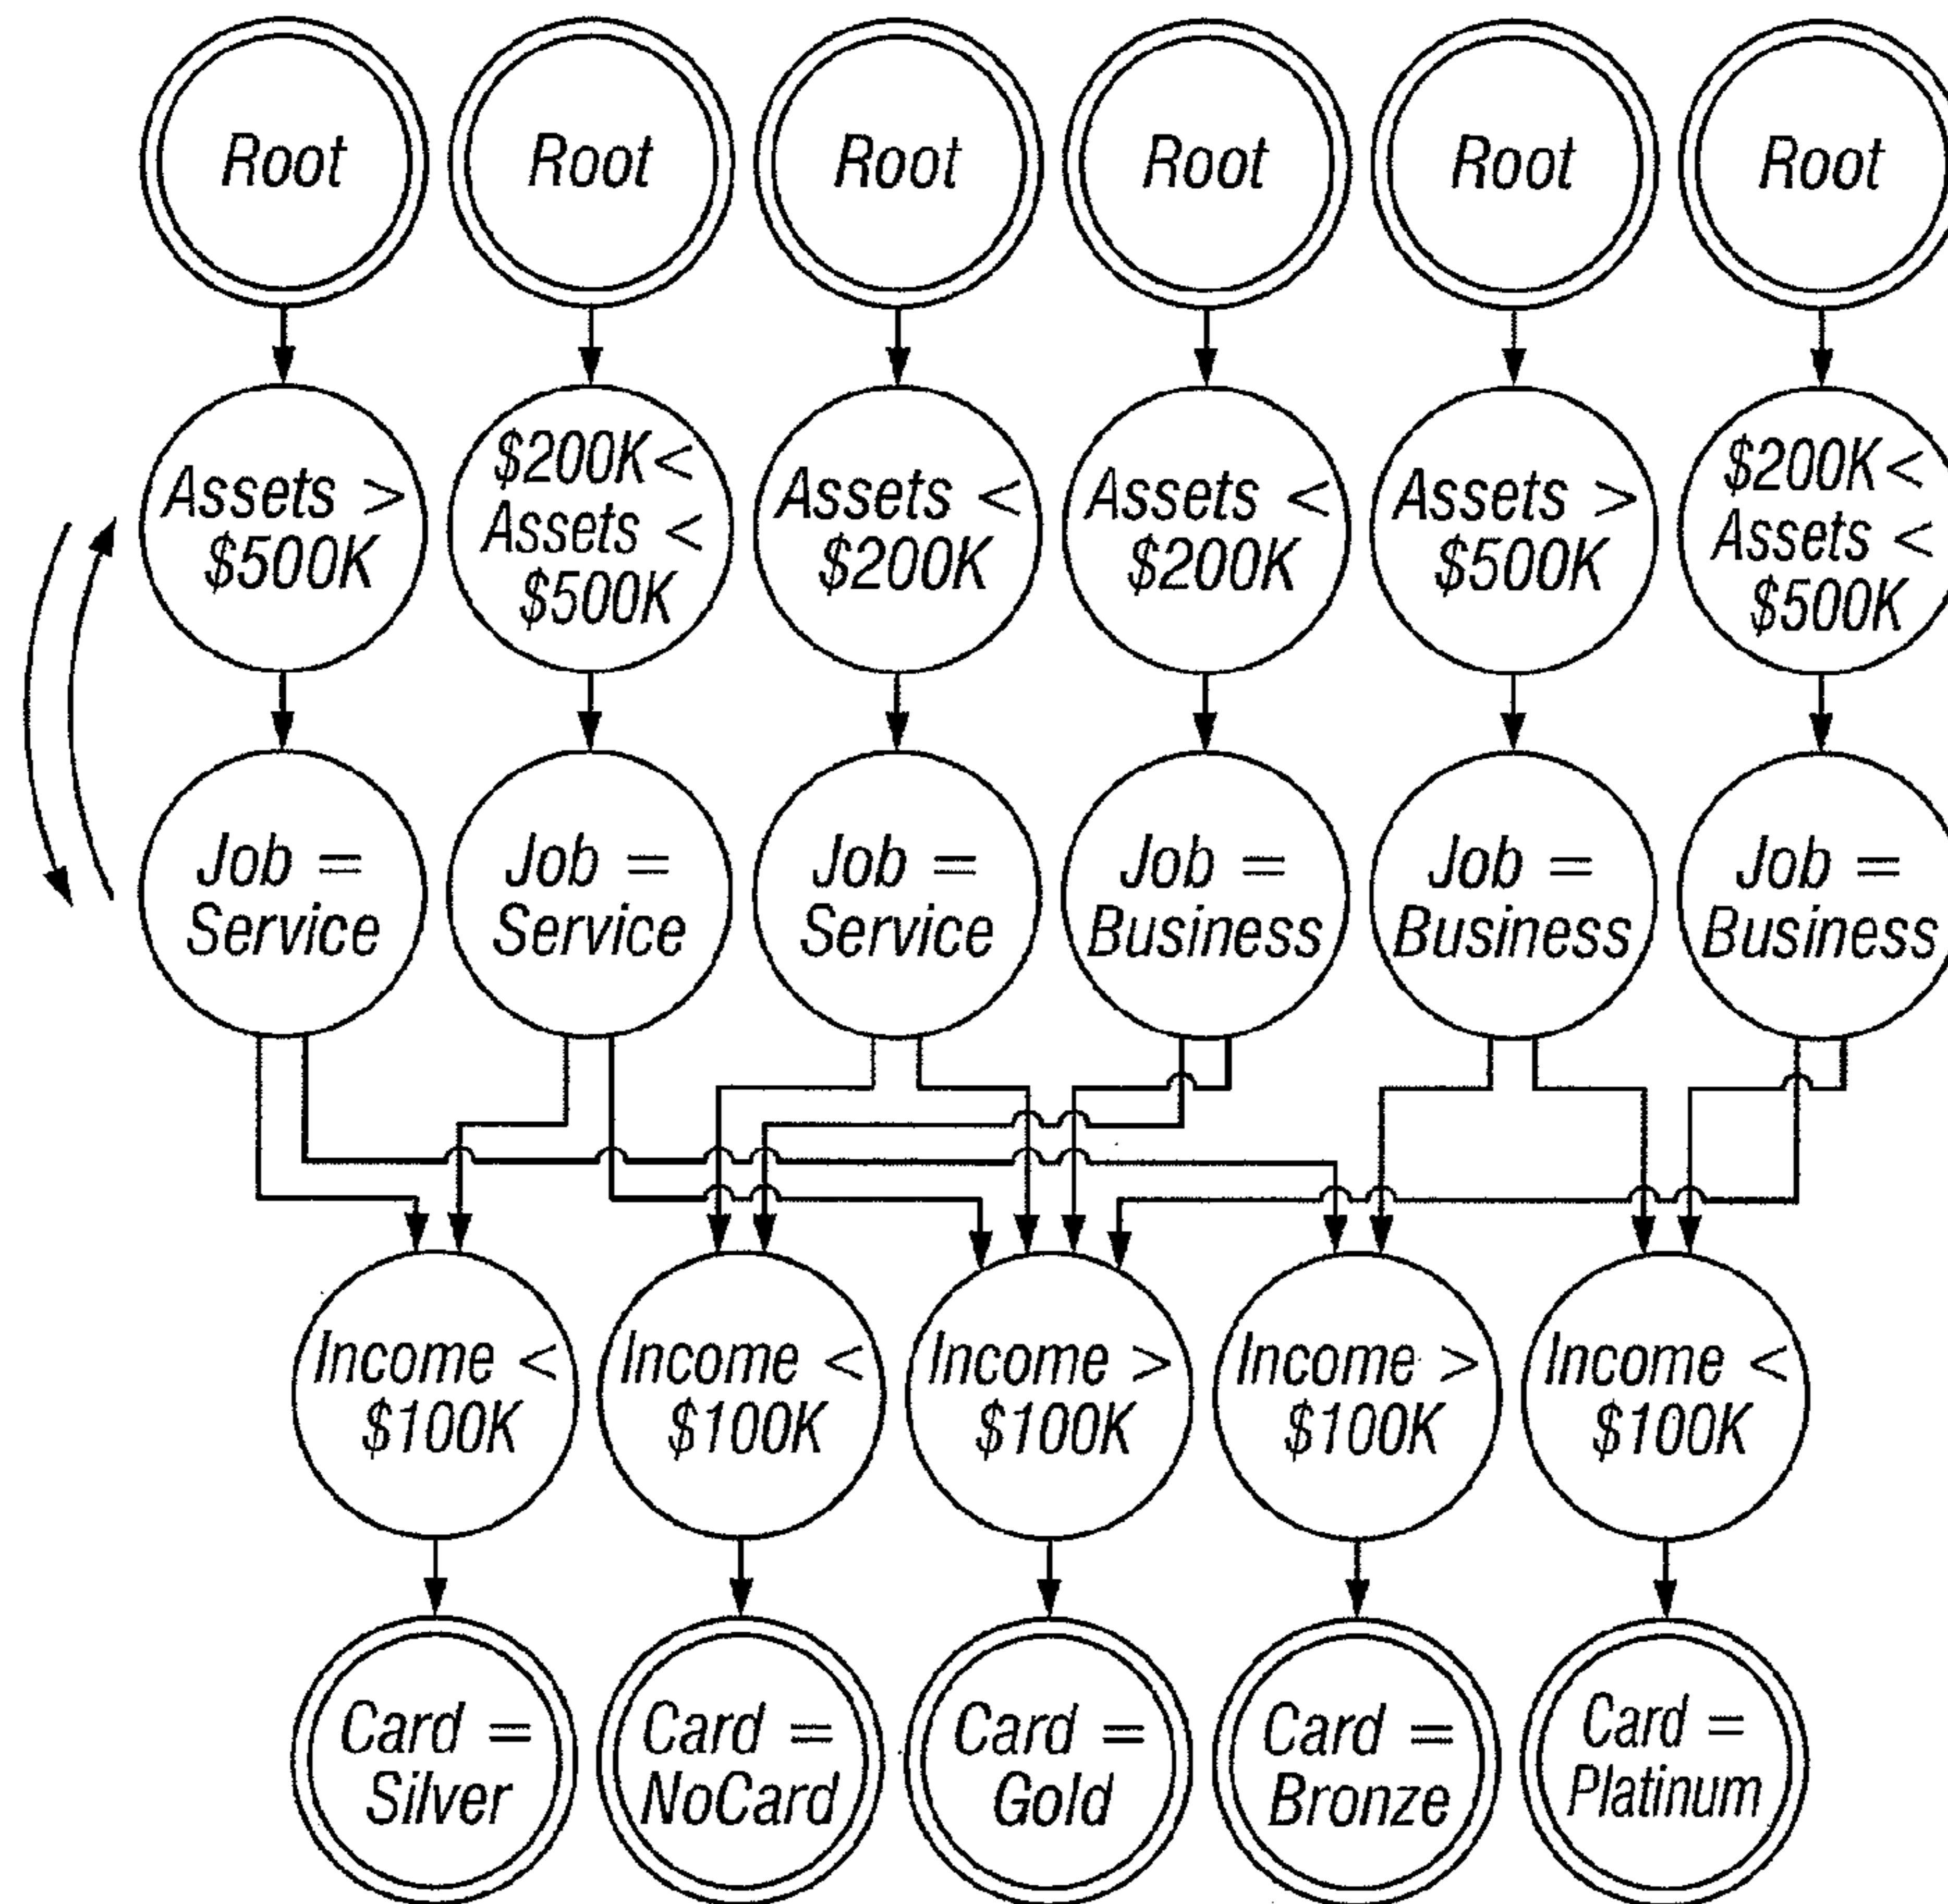 Root
Root
Root
Root
Root
Root
Assets >
$500K
$200K<
Assets <
$500K
Assets <
$200K
Assets <
$200K
Assets >
$500K
$200K<
Assets <
$500K
Job =
Service
Job =
Service
Job =
Service
Job =
Business
Job =
Business
Job =
Business
Income <
$100K
Income <
$100K
Income >
$100K
Income >
$100K
Income <
$100K
Card =
Silver
Card =
NoCard
Card =
Gold
Card =
Bronze
Card =
Platinum